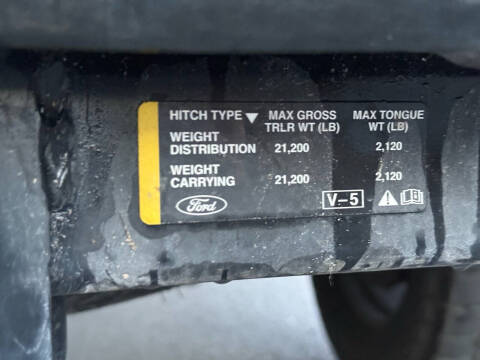 HITCH TYPE▼ MAX GROSS MAX TONGUE
TRLR WT (LB) WT (LB)
WEIGHT
DISTRIBUTION 21,200 2,120
WEIGHT
CARRYING 21,200 2,120
Ford V-5